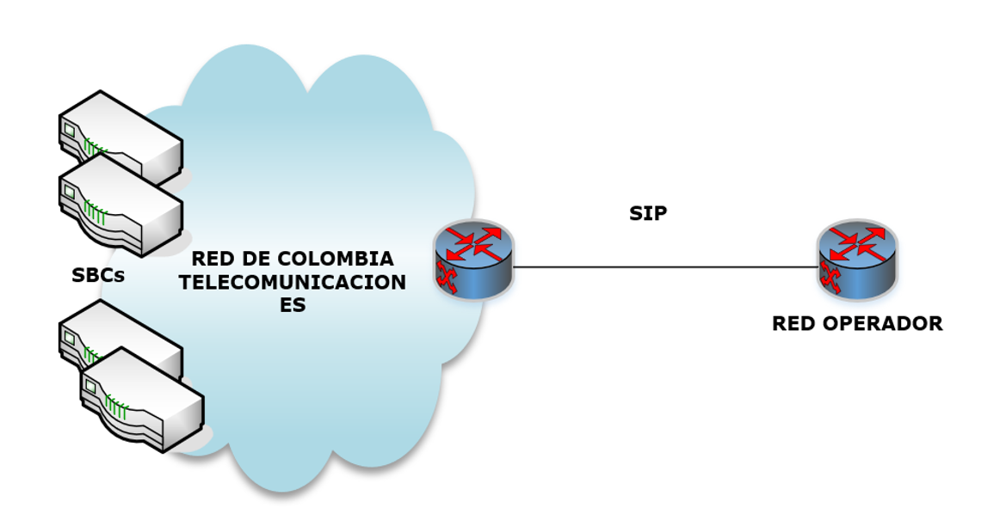 SIP
RED DE COLOMBIA
TELECOMUNICACION
ES
SBCs
RED OPERADOR